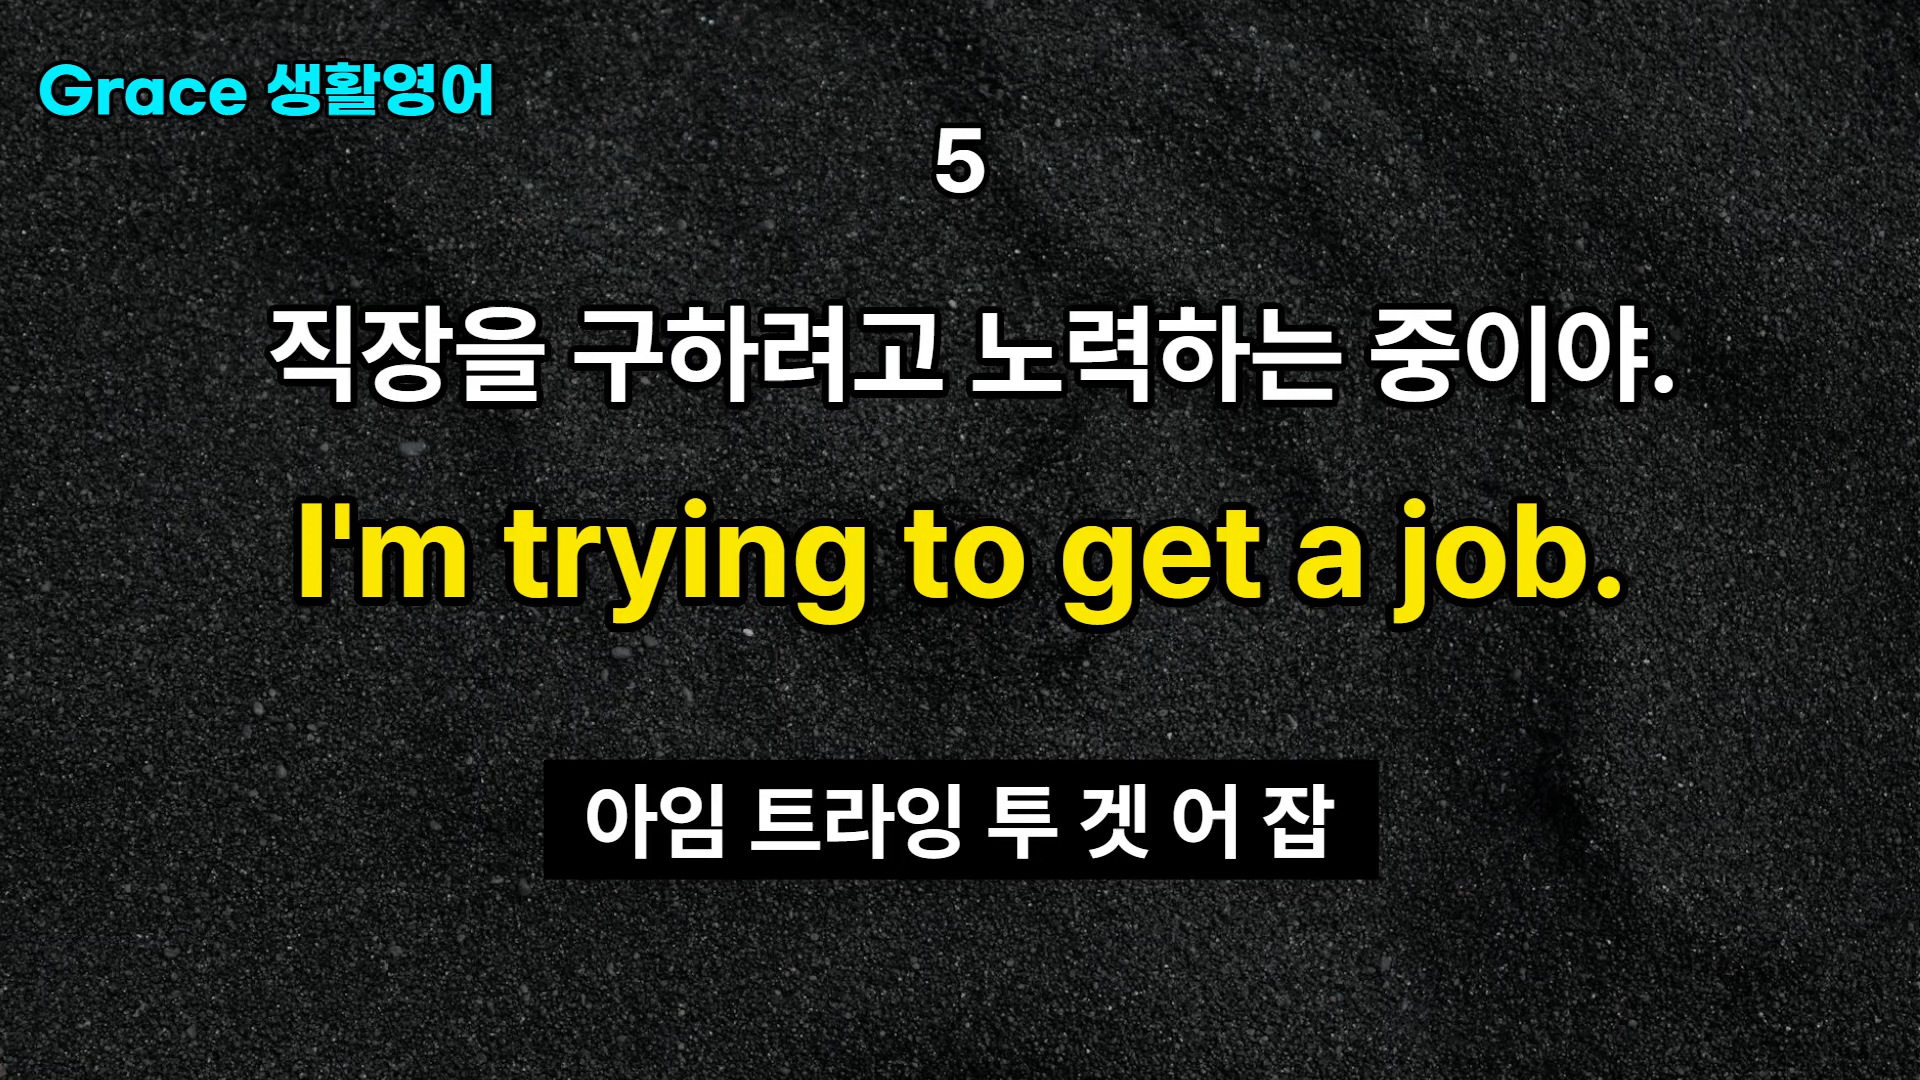 Grace 생활영어
5
직장을 구하려고 노력하는 중이야.
I'm trying to get a job.
아임 트라잉 투 겟 어 잡